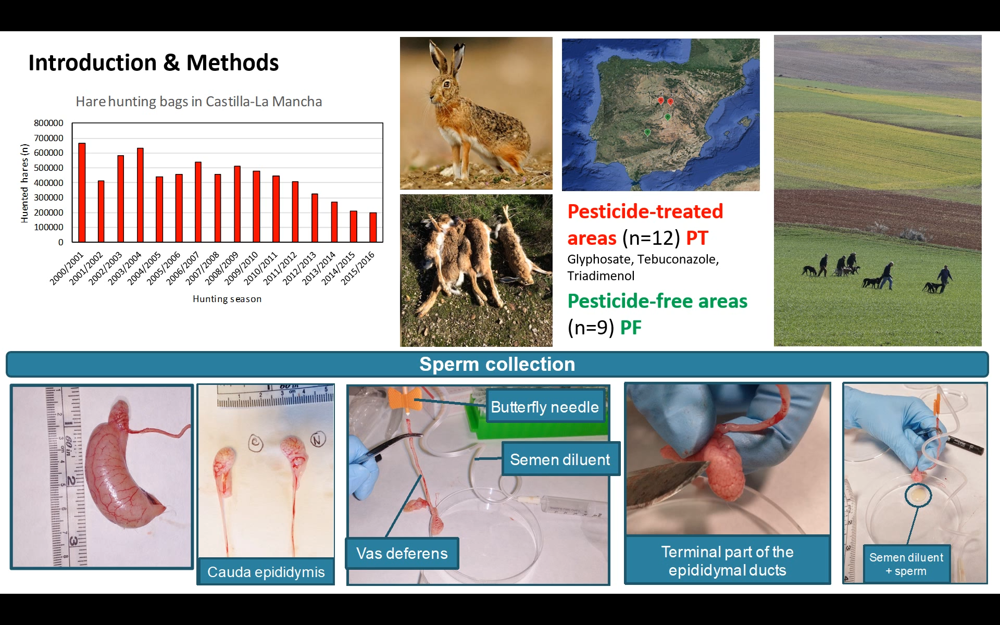 Introduction & Methods
Hare hunting bags in Castilla-La Mancha
Huented hares (n)
800000
700000
600000
500000
400000
300000
200000
100000
0
2000/2001
2001/2002
2002/2003
2003/2004
2004/2005
2005/2006
2006/2007
2007/2008
2008/2009
2009/2010
2010/2011
2011/2012
2012/2013
2013/2014
2014/2015
2015/2016
Hunting season
Pesticide-treated
areas (n=12) PT
Glyphosate, Tebuconazole,
Triadimenol
Pesticide-free areas
(n=9) PF
Sperm collection
Cauda epididymis
Butterfly needle
Semen diluent
Vas deferens
Terminal part of the
epididymal ducts
Semen diluent
+ sperm